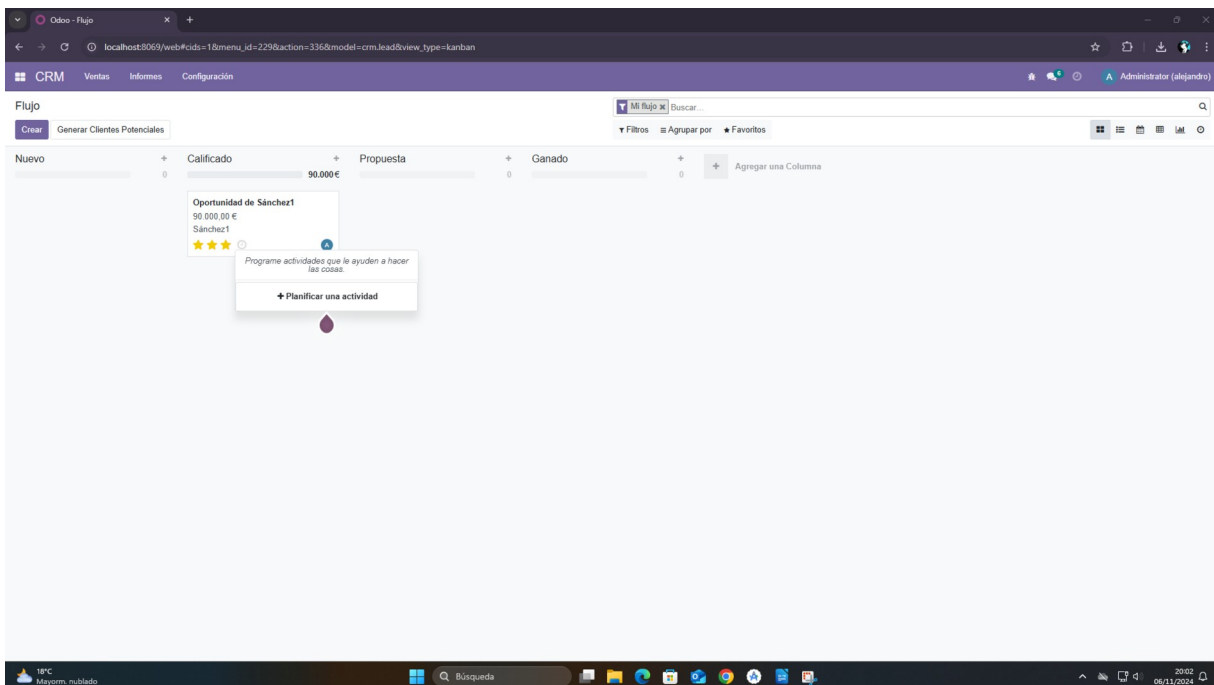 Odoo - Flujo
localhost:8069/web#cids=1&menu_id=229&action=336&model=crm.lead&view_type=kanban
CRM Ventas Informes Configuración
6
A Administrator (alejandro)
Flujo
Mi flujo Buscar...
Crear Generar Clientes Potenciales
Filtros Agrupar por Favoritos
Nuevo + Calificado + Propuesta + Ganado +
0 90.000€ 0 0
+ Agregar una Columna
Oportunidad de Sánchez1
90.000,00 €
Sánchez1
A
Programe actividades que le ayuden a hacer
las cosas.
+ Planificar una actividad
18°C
Mayorm. nublado
Búsqueda
20:02
06/11/2024